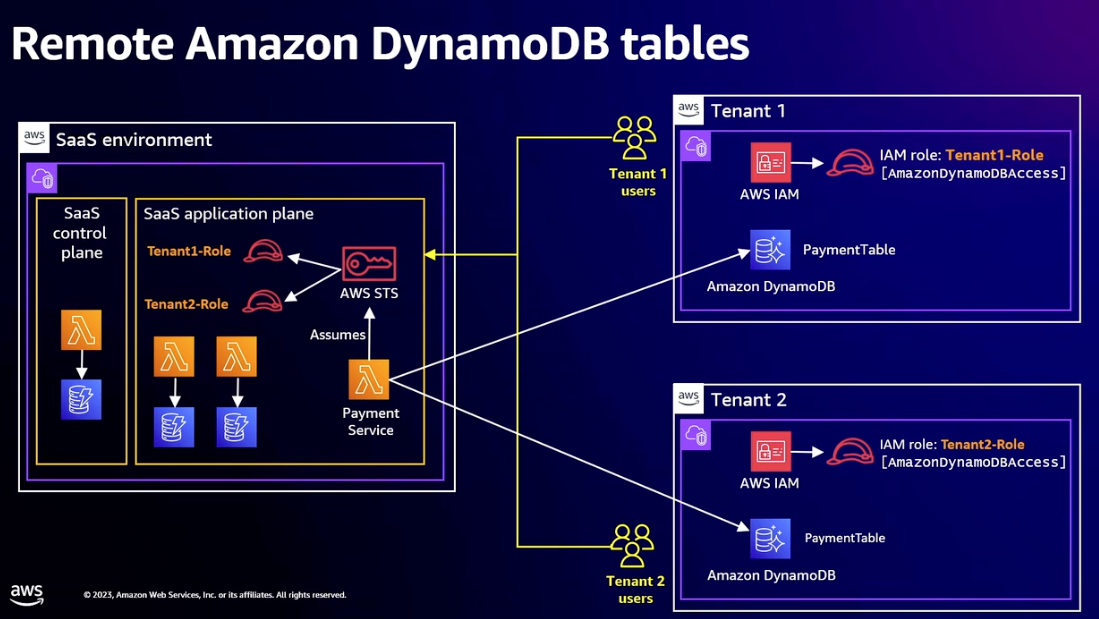 Remote Amazon DynamoDB tables
aws
SaaS environment
SaaS
control
plane
SaaS application plane
Tenant1-Role
Tenant2-Role
AWS STS
Assumes
Payment
Service
Tenant 1
users
Tenant 2
users
aws
Tenant 1
AWS IAM
IAM role: Tenant1-Role
[AmazonDynamoDBAccess]
PaymentTable
Amazon DynamoDB
aws
Tenant 2
AWS IAM
IAM role: Tenant2-Role
[AmazonDynamoDBAccess]
PaymentTable
Amazon DynamoDB
aws
© 2023, Amazon Web Services, Inc. or its affiliates. All rights reserved.